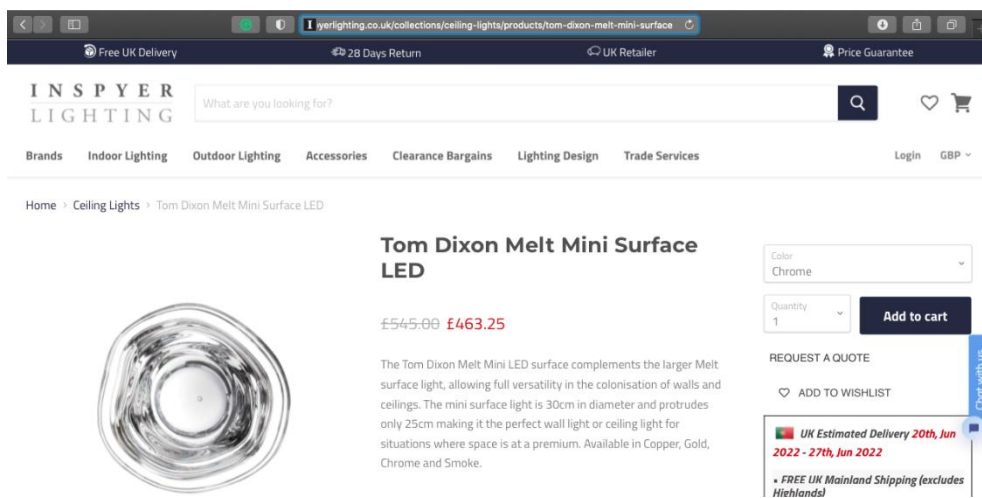 yerlighting.co.uk/collections/ceiling-lights/products/tom-dixon-melt-mini-surface
Free UK Delivery
28 Days Return
UK Retailer
Price Guarantee
INSPYER
LIGHTING
What are you looking for?
Brands Indoor Lighting Outdoor Lighting Accessories Clearance Bargains Lighting Design Trade Services Login GBP
Home > Ceiling Lights > Tom Dixon Melt Mini Surface LED
Tom Dixon Melt Mini Surface
LED
£545.00 £463.25
The Tom Dixon Melt Mini LED surface complements the larger Melt
surface light, allowing full versatility in the colonisation of walls and
ceilings. The mini surface light is 30cm in diameter and protrudes
only 25cm making it the perfect wall light or ceiling light for
situations where space is at a premium. Available in Copper, Gold,
Chrome and Smoke.
Color
Chrome
Quantity
1
Add to cart
REQUEST A QUOTE
ADD TO WISHLIST
UK Estimated Delivery 20th, Jun
2022 - 27th, Jun 2022
• FREE UK Mainland Shipping (excludes
Highlands)
Chat with us